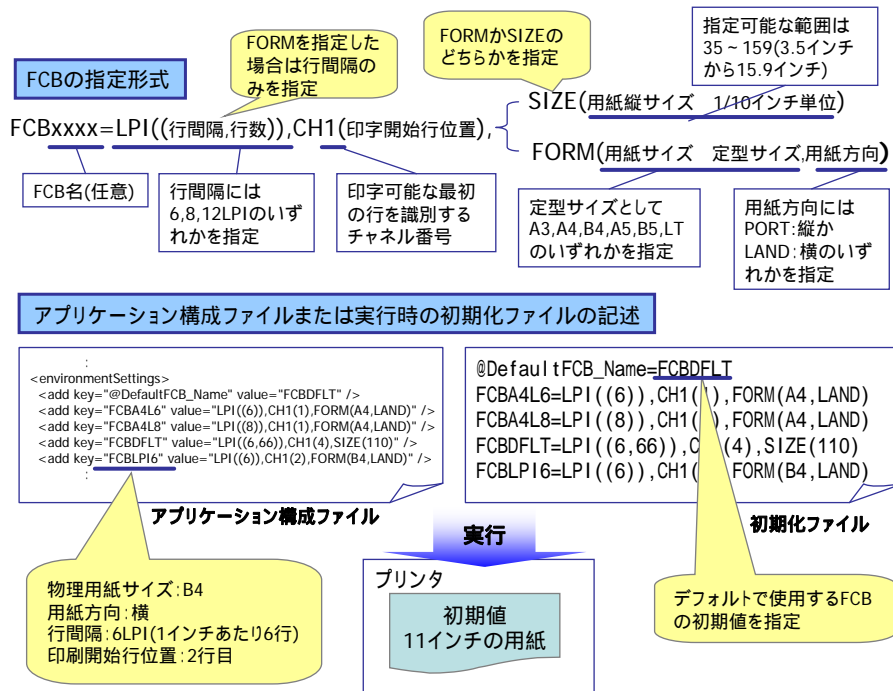 FORMを指定した
場合は行間隔の
みを指定
FORMかSIZEの
どちらかを指定
指定可能な範囲は
35～159(3.5インチ
から15.9インチ)
FCBの指定形式
SIZE(用紙縦サイズ 1/10インチ単位)
FCBxxxx=LPI((行間隔,行数)),CH1(印字開始行位置),
FORM(用紙サイズ 定型サイズ,用紙方向)
FCB名(任意)
行間隔には
6,8,12LPIのいず
れかを指定
印字可能な最初
の行を識別する
チャネル番号
定型サイズとして
A3,A4,B4,A5,B5,LT
のいずれかを指定
用紙方向には
PORT:縦か
LAND:横のいず
れかを指定
アプリケーション構成ファイルまたは実行時の初期化ファイルの記述
:
<environmentSettings>
<add key="@DefaultFCB_Name" value="FCBDFLT" />
<add key="FCBA4L6" value="LPI((6)),CH1(1),FORM(A4,LAND)" />
<add key="FCBA4L8" value="LPI((8)),CH1(1),FORM(A4,LAND)" />
<add key="FCBDFLT" value="LPI((6,66)),CH1(4),SIZE(110)" />
<add key="FCBLPI6" value="LPI((6)),CH1(2),FORM(B4,LAND)" />
:
アプリケーション構成ファイル
@DefaultFCB_Name=FCBDFLT
FCBA4L6=LPI((6)),CH1( ),FORM(A4,LAND)
FCBA4L8=LPI((8)),CH1( ,FORM(A4,LAND)
FCBDFLT=LPI((6,66)),C (4),SIZE(110)
FCBLPI6=LPI((6)),CH1( ,FORM(B4,LAND)
初期化ファイル
実行
物理用紙サイズ:B4
用紙方向:横
行間隔:6LPI(1インチあたり6行)
印刷開始行位置:2行目
プリンタ
初期値
11インチの用紙
デフォルトで使用するFCB
の初期値を指定